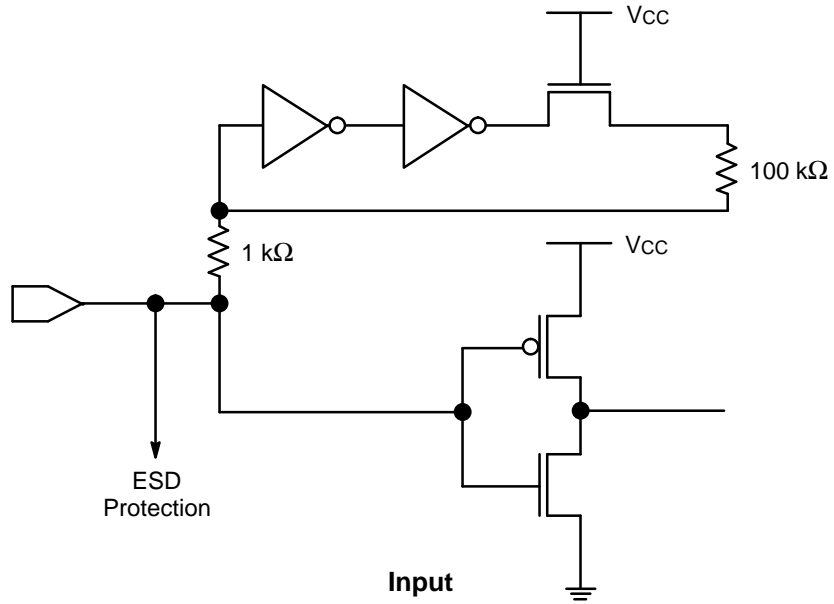 VCC
100 kΩ
1 kΩ
VCC
ESD
Protection
Input